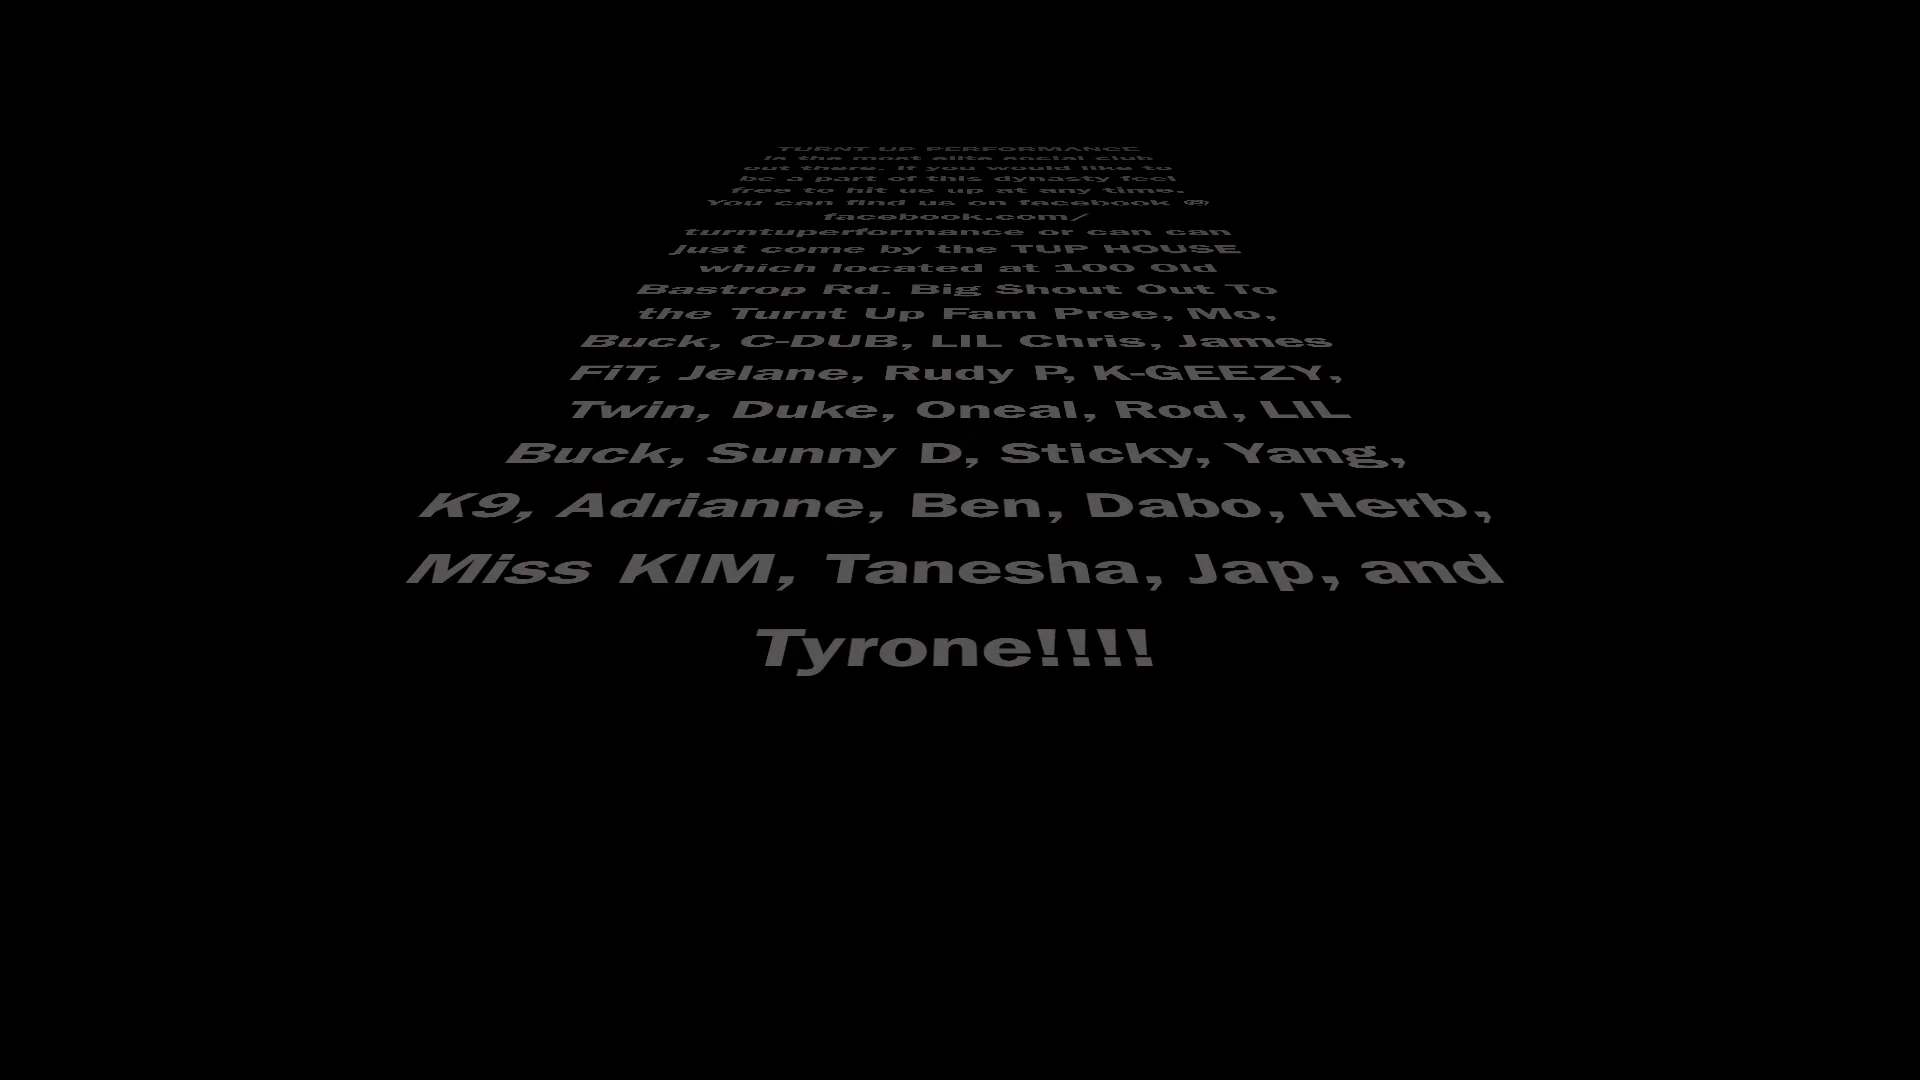 TURNT UP PERFORMANCE
is the most elite social club
out there. If you would like to
be a part of this dynasty feel
free to hit us up at any time.
You can find us on facebook @
facebook.com/
turntuperformance or can can
just come by the TUP HOUSE
which located at 100 Old
Bastrop Rd. Big Shout Out To
the Turnt Up Fam Pree, Mo,
Buck, C-DUB, LIL Chris, James
FiT, Jelane, Rudy P, K-GEEZY,
Twin, Duke, Oneal, Rod, LIL
Buck, Sunny D, Sticky, Yang,
K9, Adrianne, Ben, Dabo, Herb,
Miss KIM, Tanesha, Jap, and
Tyrone!!!!